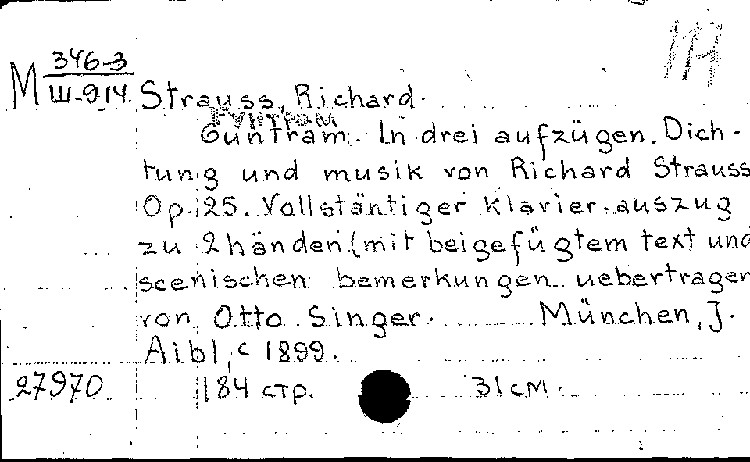 М 346-3
Ш-914
Strauss, Richard.
Гунтрам
Guntram. In drei aufzügen. Dich-
tung und musik von Richard Strauss
Op. 25. Vollstäntiger klavier-auszug
zu 2 händen (mit beigefügtem text und
scenischen bemerkungen uebertragen
von Otto Singer. München, J.
Aibl, c 1899.
27970 184 стр. 31 см.